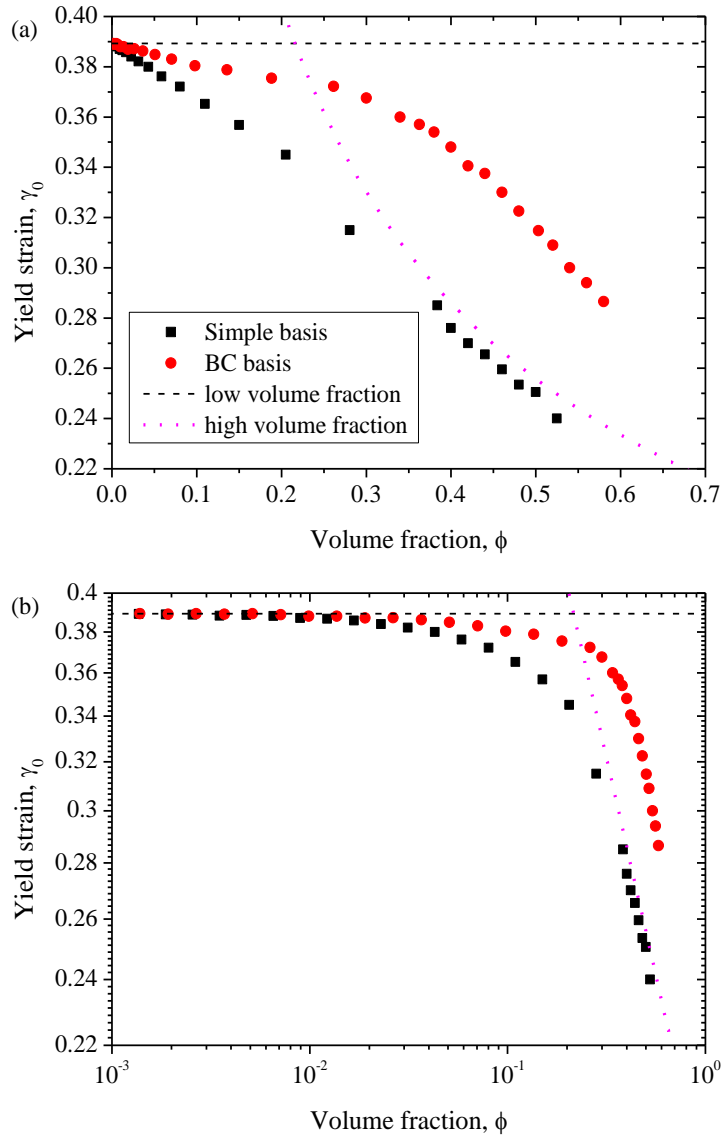 (a)
0.40
0.38
0.36
0.34
0.32
0.30
0.28
0.26
0.24
0.22
Yield strain, γ0
Simple basis
BC basis
low volume fraction
high volume fraction
0.0 0.1 0.2 0.3 0.4 0.5 0.6 0.7
Volume fraction, ϕ
(b)
0.4
0.38
0.36
0.34
0.32
0.3
0.28
0.26
0.24
0.22
Yield strain, γ0
10-3 10-2 10-1 100
Volume fraction, ϕ